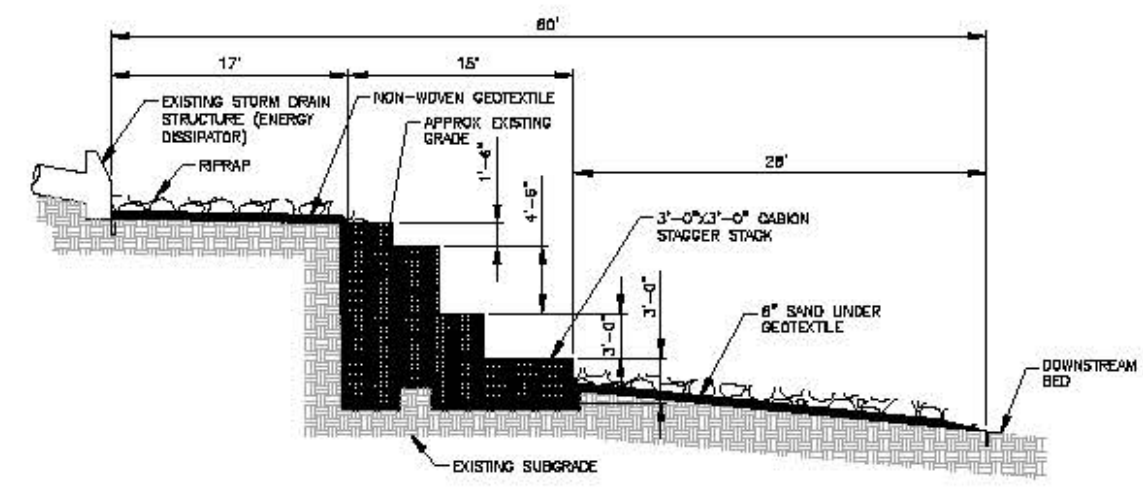 60'
17'
15'
EXISTING STORM DRAIN
STRUCTURE (ENERGY
DISSIPATOR)
NON-WOVEN GEOTEXTILE
APPROX EXISTING
GRADE
RIPRAP
1'-6"
4'-6"
28'
3'-0"X3'-0" GABION
STAGGER STACK
3'-0"
3'-0"
6" SAND UNDER
GEOTEXTILE
DOWNSTREAM
BED
EXISTING SUBGRADE